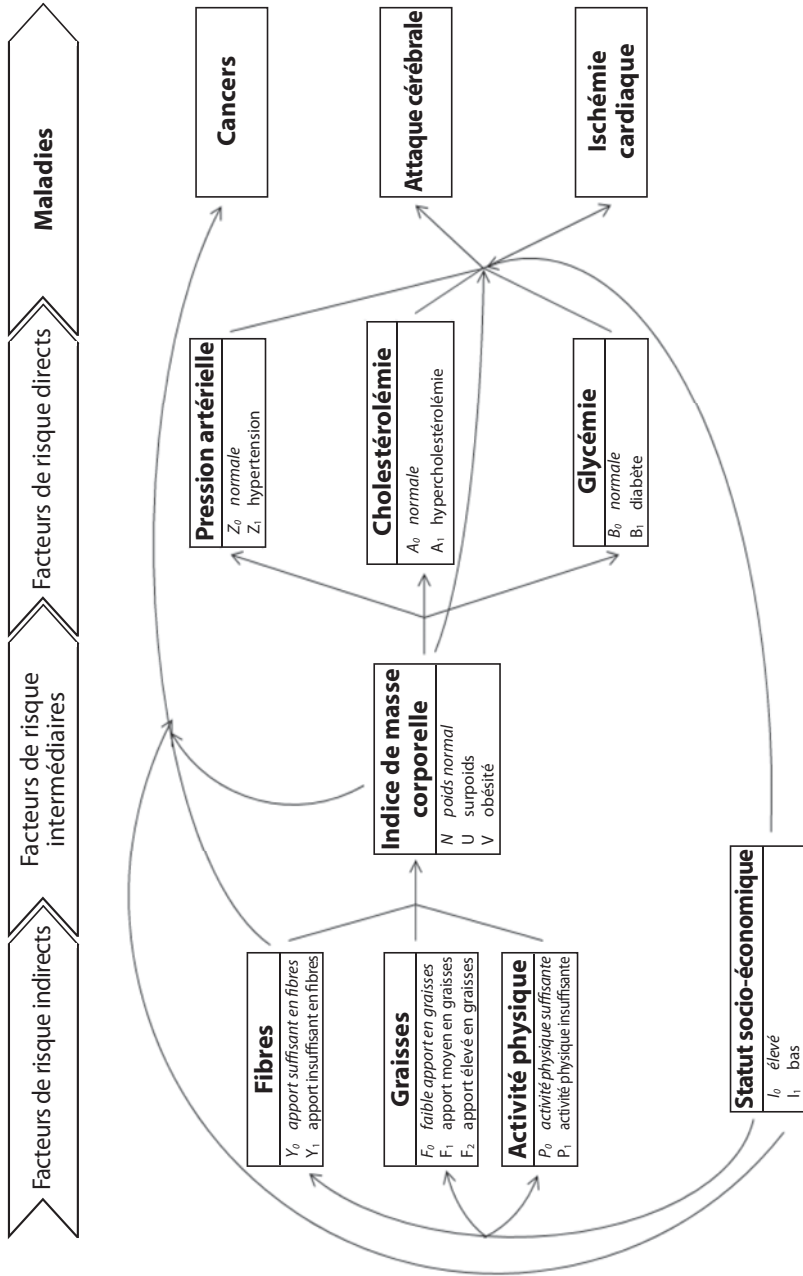 Facteurs de risque indirects
Facteurs de risque
intermédiaires
Facteurs de risque directs
Maladies
Fibres
Y0 apport suffisant en fibres
Y1 apport insuffisant en fibres
Graisses
F0 faible apport en graisses
F1 apport moyen en graisses
F2 apport élevé en graisses
Activité physique
P0 activité physique suffisante
P1 activité physique insuffisante
Statut socio-économique
I0 élevé
I1 bas
Indice de masse
corporelle
N poids normal
U surpoids
V obésité
Pression artérielle
Z0 normale
Z1 hypertension
Cholestérolémie
A0 normale
A1 hypercholestérolémie
Glycémie
B0 normale
B1 diabète
Cancers
Attaque cérébrale
Ischémie
cardiaque